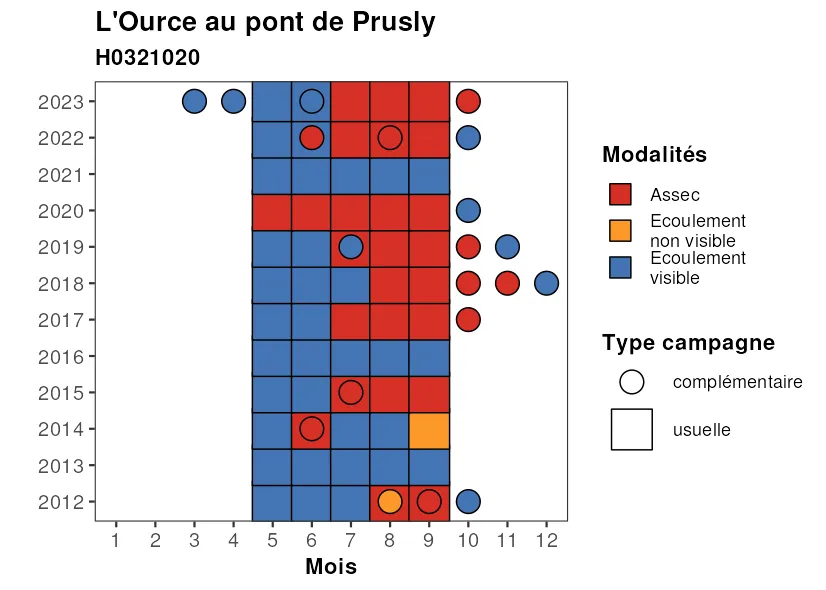 L'Ource au pont de Prusly
H0321020
2023
2022
2021
2020
2019
2018
2017
2016
2015
2014
2013
2012
1 2 3 4 5 6 7 8 9 10 11 12
Mois
Modalités
Assec
Ecoulement
non visible
Ecoulement
visible
Type campagne
complémentaire
usuelle